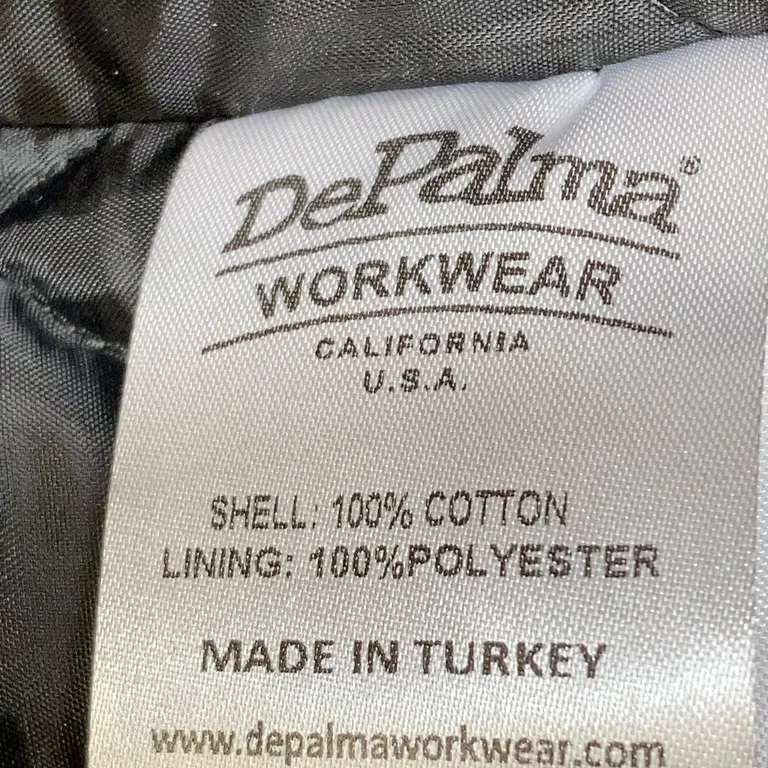 DePalma®
WORKWEAR
CALIFORNIA
U.S.A.
SHELL: 100% COTTON
LINING: 100%POLYESTER
MADE IN TURKEY
www.depalmaworkwear.com